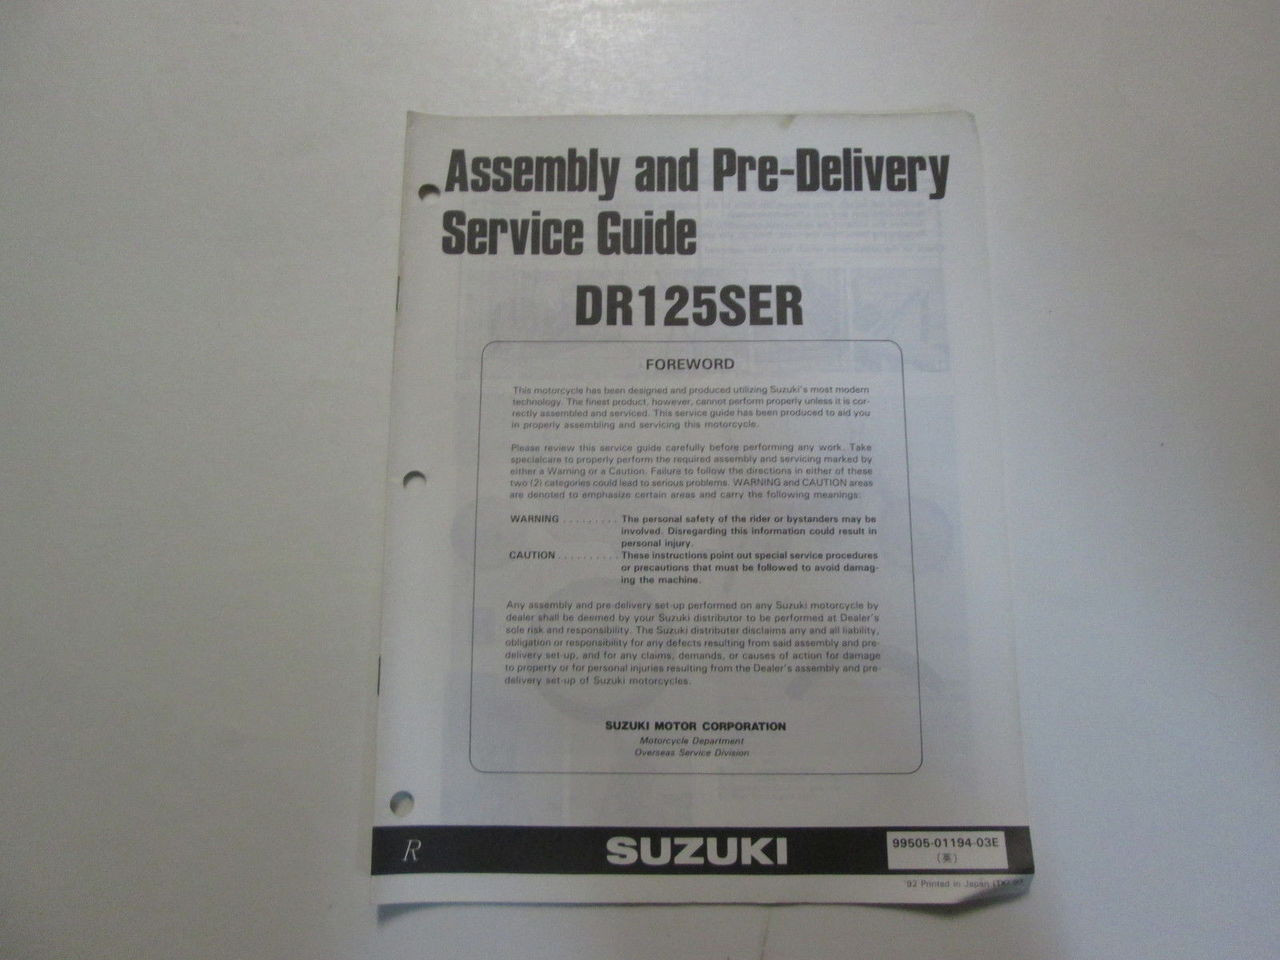 Assembly and Pre-Delivery
Service Guide
DR125SER
FOREWORD
This motorcycle has been designed and produced utilizing Suzuki's most modern
technology. The finest product, however, cannot perform properly unless it is cor-
rectly assembled and serviced. This service guide has been produced to aid you
in properly assembling and servicing this motorcycle.
Please review this service guide carefully before performing any work. Take
specialcare to properly perform the required assembly and servicing marked by
either a Warning or a Caution. Failure to follow the directions in either of these
two (2) categories could lead to serious problems. WARNING and CAUTION areas
are denoted to emphasize certain areas and carry the following meanings:
WARNING ......... The personal safety of the rider or bystanders may be
involved. Disregarding this information could result in
personal injury.
CAUTION .......... These instructions point out special service procedures
or precautions that must be followed to avoid damag-
ing the machine.
Any assembly and pre-delivery set-up performed on any Suzuki motorcycle by
dealer shall be deemed by your Suzuki distributor to be performed at Dealer's
sole risk and responsibility. The Suzuki distributer disclaims any and all liability,
obligation or responsibility for any defects resulting from said assembly and pre-
delivery set-up, and for any claims, demands, or causes of action for damage
to property or for personal injuries resulting from the Dealer's assembly and pre-
delivery set-up of Suzuki motorcycles.
SUZUKI MOTOR CORPORATION
Motorcycle Department
Overseas Service Division
R SUZUKI 99505-01194-03E
(英)
92 Printed in Japan